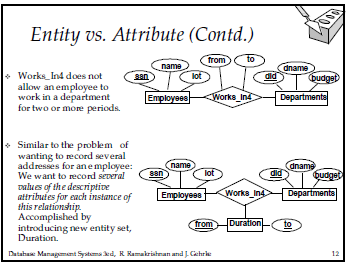 Entity vs. Attribute (Contd.)
Works_In4 does not
allow an employee to
work in a department
for two or more periods.
name
ssn
lot
Employees
from
to
Works_In4
dname
did
budget
Departments
Similar to the problem of
wanting to record several
addresses for an employee:
We want to record several
values of the descriptive
attributes for each instance of
this relationship.
Accomplished by
introducing new entity set,
Duration.
name
ssn
lot
Employees
Works_In4
dname
did
budget
Departments
from
Duration
to
Database Management Systems 3ed, R. Ramakrishnan and J. Gehrke
12